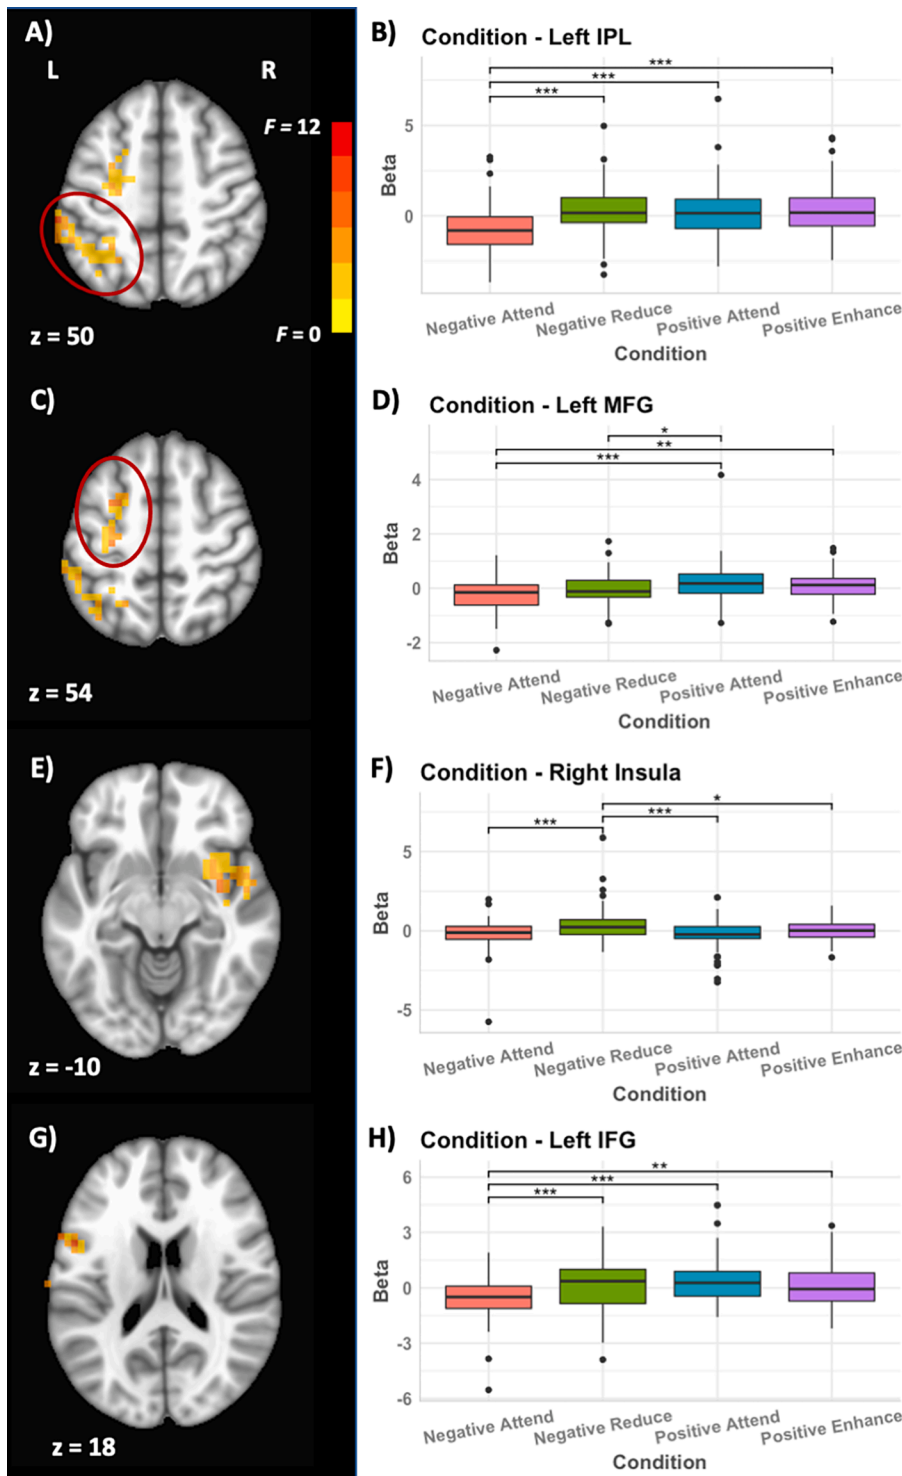 A)
L
R
F = 12
F = 0
z = 50
B) Condition - Left IPL
***
***
***
5
0
Beta
Negative Attend
Negative Reduce
Positive Attend
Positive Enhance
Condition
C)
z = 54
D) Condition - Left MFG
*
**
***
4
2
0
-2
Beta
Negative Attend
Negative Reduce
Positive Attend
Positive Enhance
Condition
E)
z = -10
F) Condition - Right Insula
*
***
***
5
0
-5
Beta
Negative Attend
Negative Reduce
Positive Attend
Positive Enhance
Condition
G)
z = 18
H) Condition - Left IFG
**
***
***
6
3
0
-3
-6
Beta
Negative Attend
Negative Reduce
Positive Attend
Positive Enhance
Condition